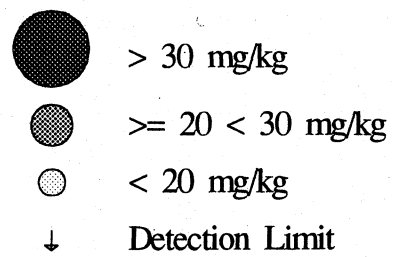 > 30 mg/kg
>= 20 < 30 mg/kg
< 20 mg/kg
Detection Limit